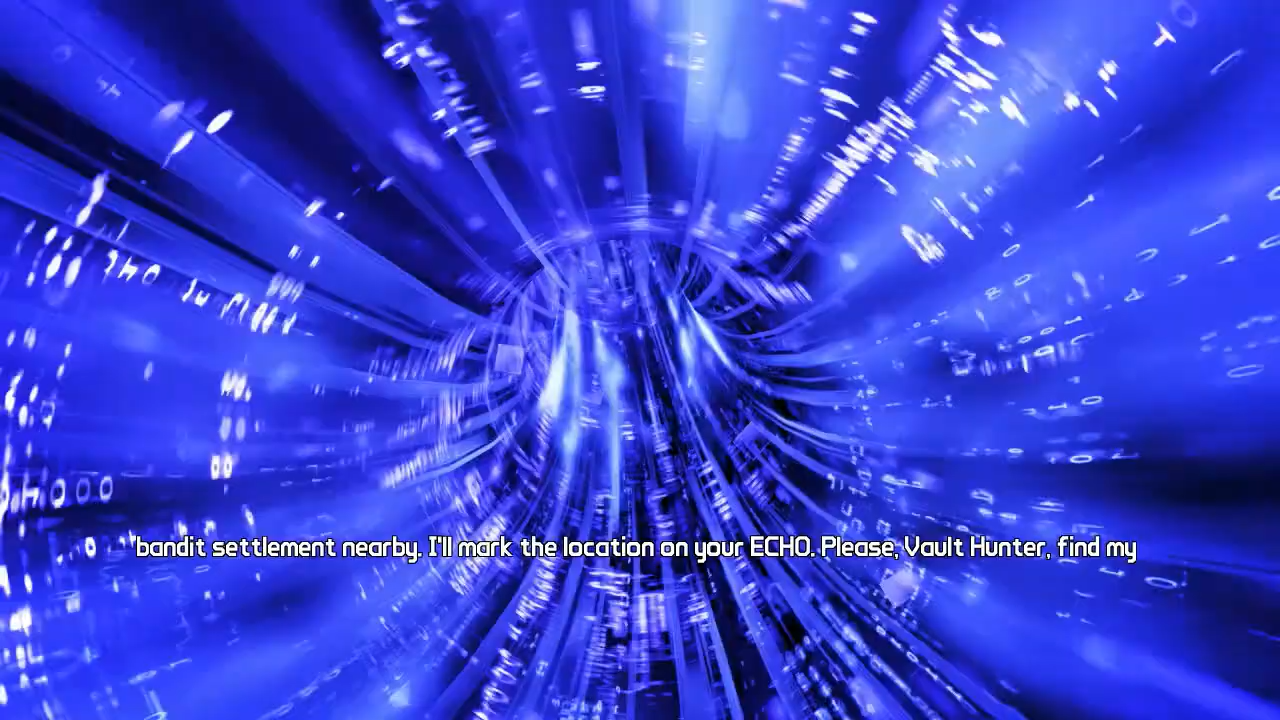 bandit settlement nearby. I'll mark the location on your ECHO. Please, Vault Hunter, find my